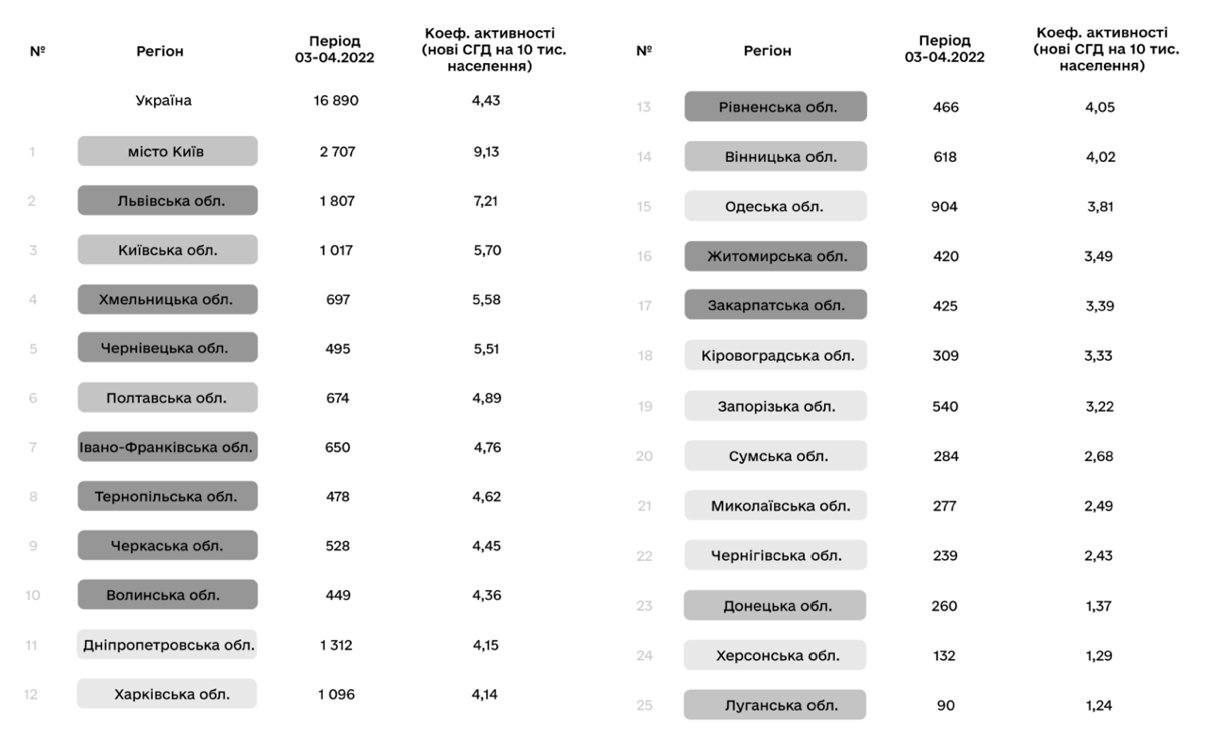 № Регіон Період 03-04.2022 Коеф. активності (нові СГД на 10 тис. населення)
Україна 16 890 4,43
1 місто Київ 2 707 9,13
2 Львівська обл. 1 807 7,21
3 Київська обл. 1 017 5,70
4 Хмельницька обл. 697 5,58
5 Чернівецька обл. 495 5,51
6 Полтавська обл. 674 4,89
7 Івано-Франківська обл. 650 4,76
8 Тернопільська обл. 478 4,62
9 Черкаська обл. 528 4,45
10 Волинська обл. 449 4,36
11 Дніпропетровська обл. 1 312 4,15
12 Харківська обл. 1 096 4,14
№ Регіон Період 03-04.2022 Коеф. активності (нові СГД на 10 тис. населення)
13 Рівненська обл. 466 4,05
14 Вінницька обл. 618 4,02
15 Одеська обл. 904 3,81
16 Житомирська обл. 420 3,49
17 Закарпатська обл. 425 3,39
18 Кіровоградська обл. 309 3,33
19 Запорізька обл. 540 3,22
20 Сумська обл. 284 2,68
21 Миколаївська обл. 277 2,49
22 Чернігівська обл. 239 2,43
23 Донецька обл. 260 1,37
24 Херсонська обл. 132 1,29
25 Луганська обл. 90 1,24